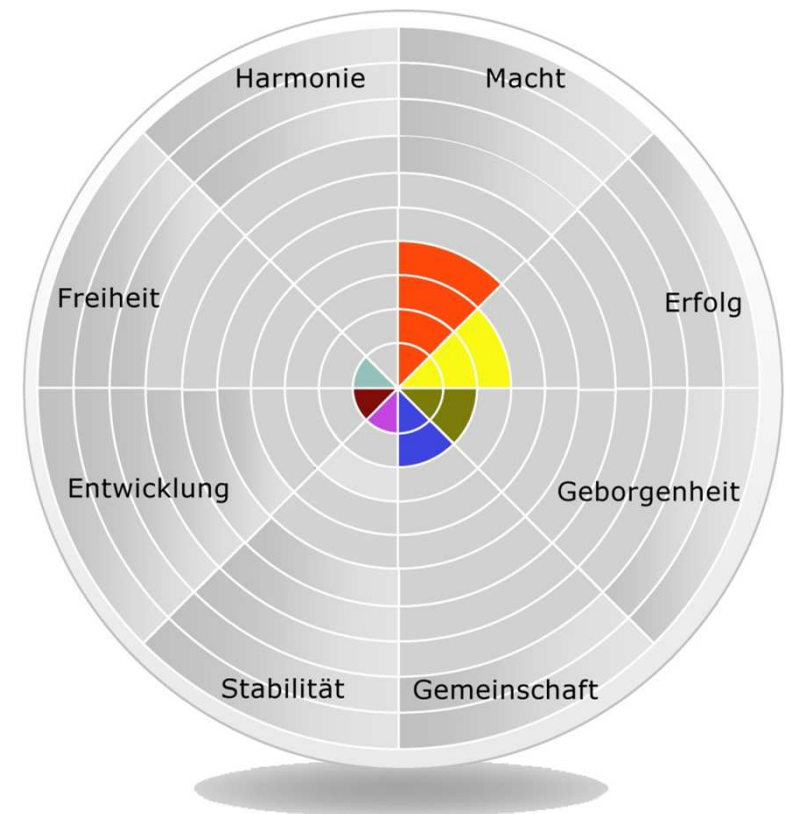 Harmonie
Macht
Freiheit
Erfolg
Entwicklung
Geborgenheit
Stabilität
Gemeinschaft